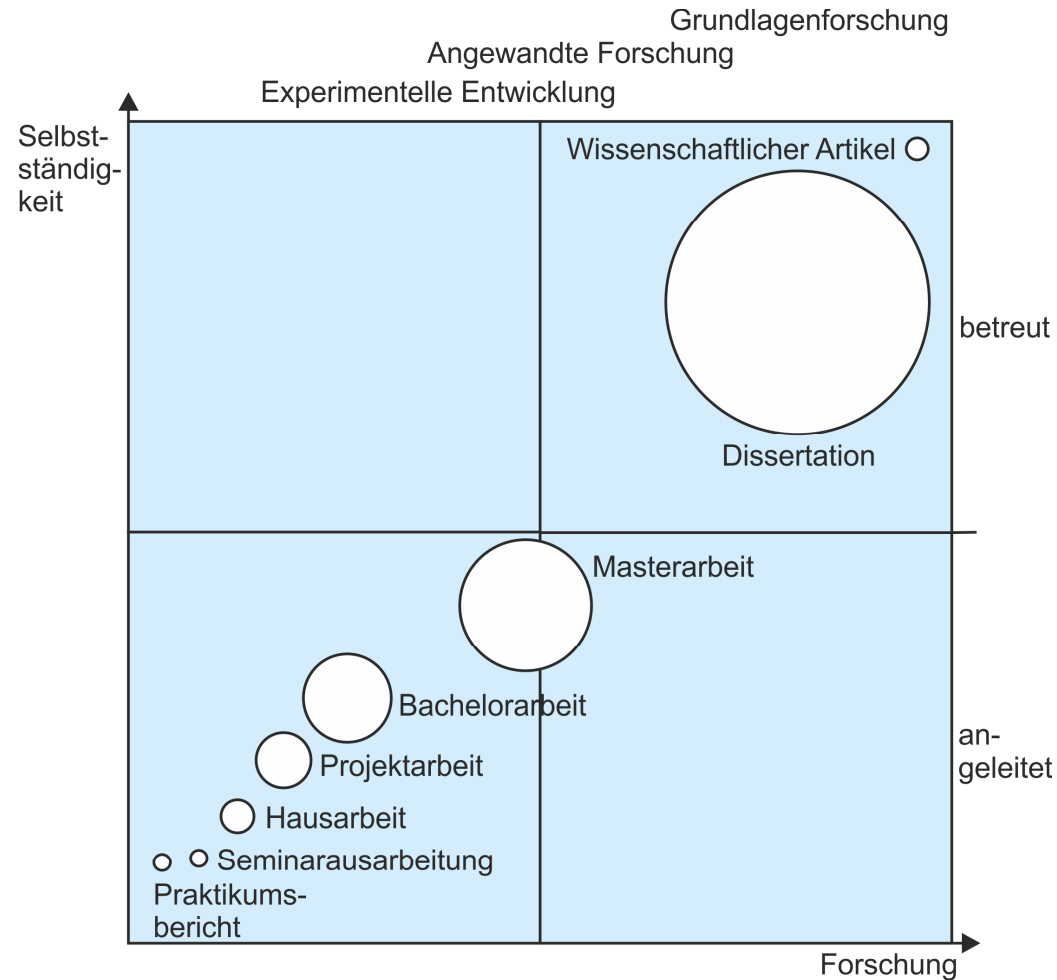 Grundlagenforschung
Angewandte Forschung
Experimentelle Entwicklung
Selbst-
ständig-
keit
Wissenschaftlicher Artikel
betreut
Dissertation
Masterarbeit
Bachelorarbeit
an-
geleitet
Projektarbeit
Hausarbeit
Seminarausarbeitung
Praktikums-
bericht
Forschung